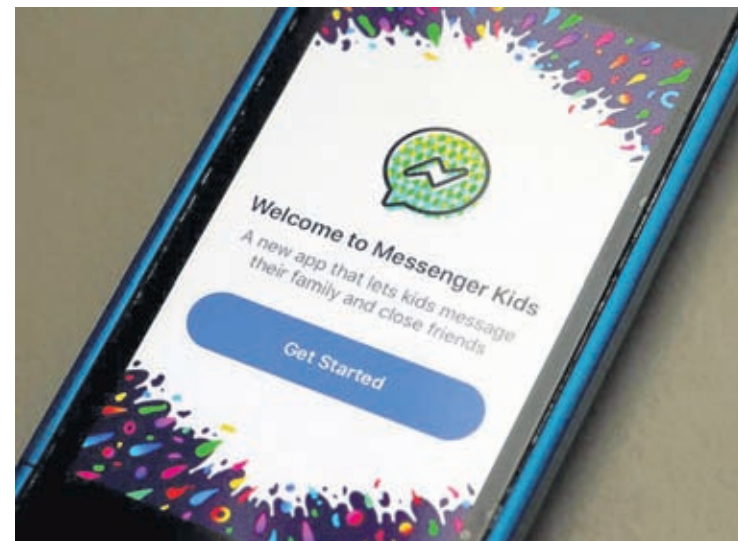 Welcome to Messenger Kids
A new app that lets kids message
their family and close friends
Get Started